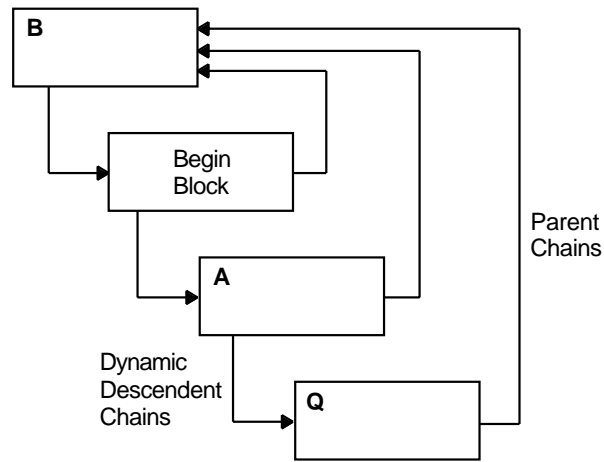 B
Begin
Block
A
Parent
Chains
Dynamic
Descendent
Chains
Q